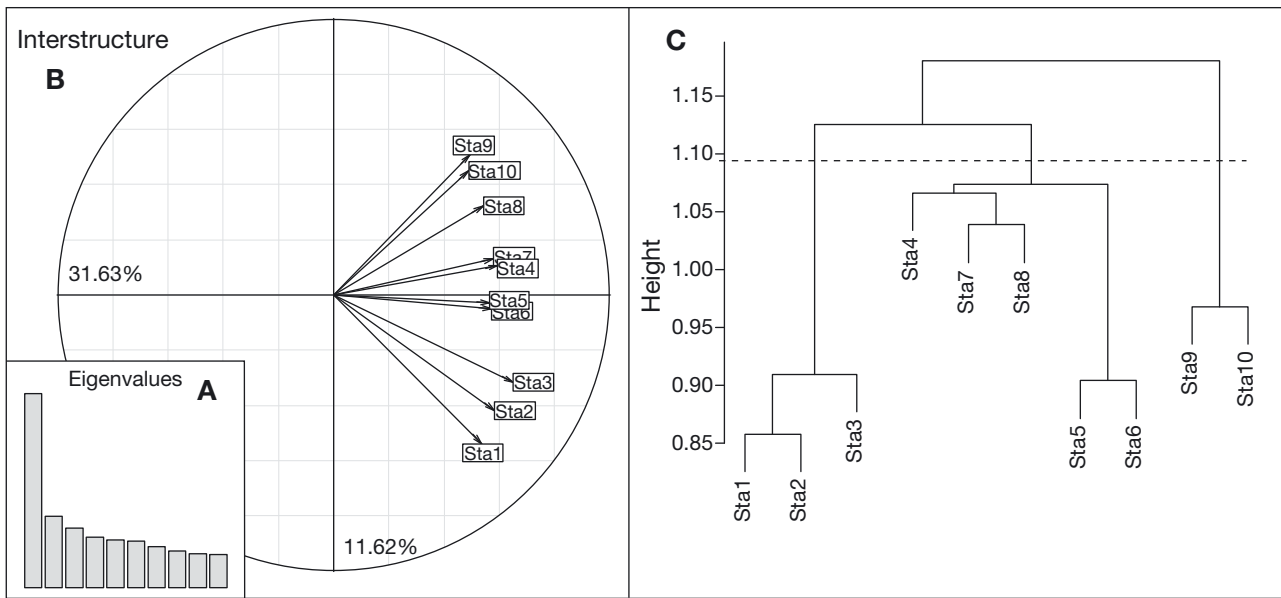 Interstructure
B
Sta9
Sta10
Sta8
Sta7
Sta4
Sta5
Sta6
Sta3
Sta2
Sta1
31.63%
11.62%
Eigenvalues
A
C
Height
1.15
1.10
1.05
1.00
0.95
0.90
0.85
Sta1
Sta2
Sta3
Sta4
Sta7
Sta8
Sta5
Sta6
Sta9
Sta10